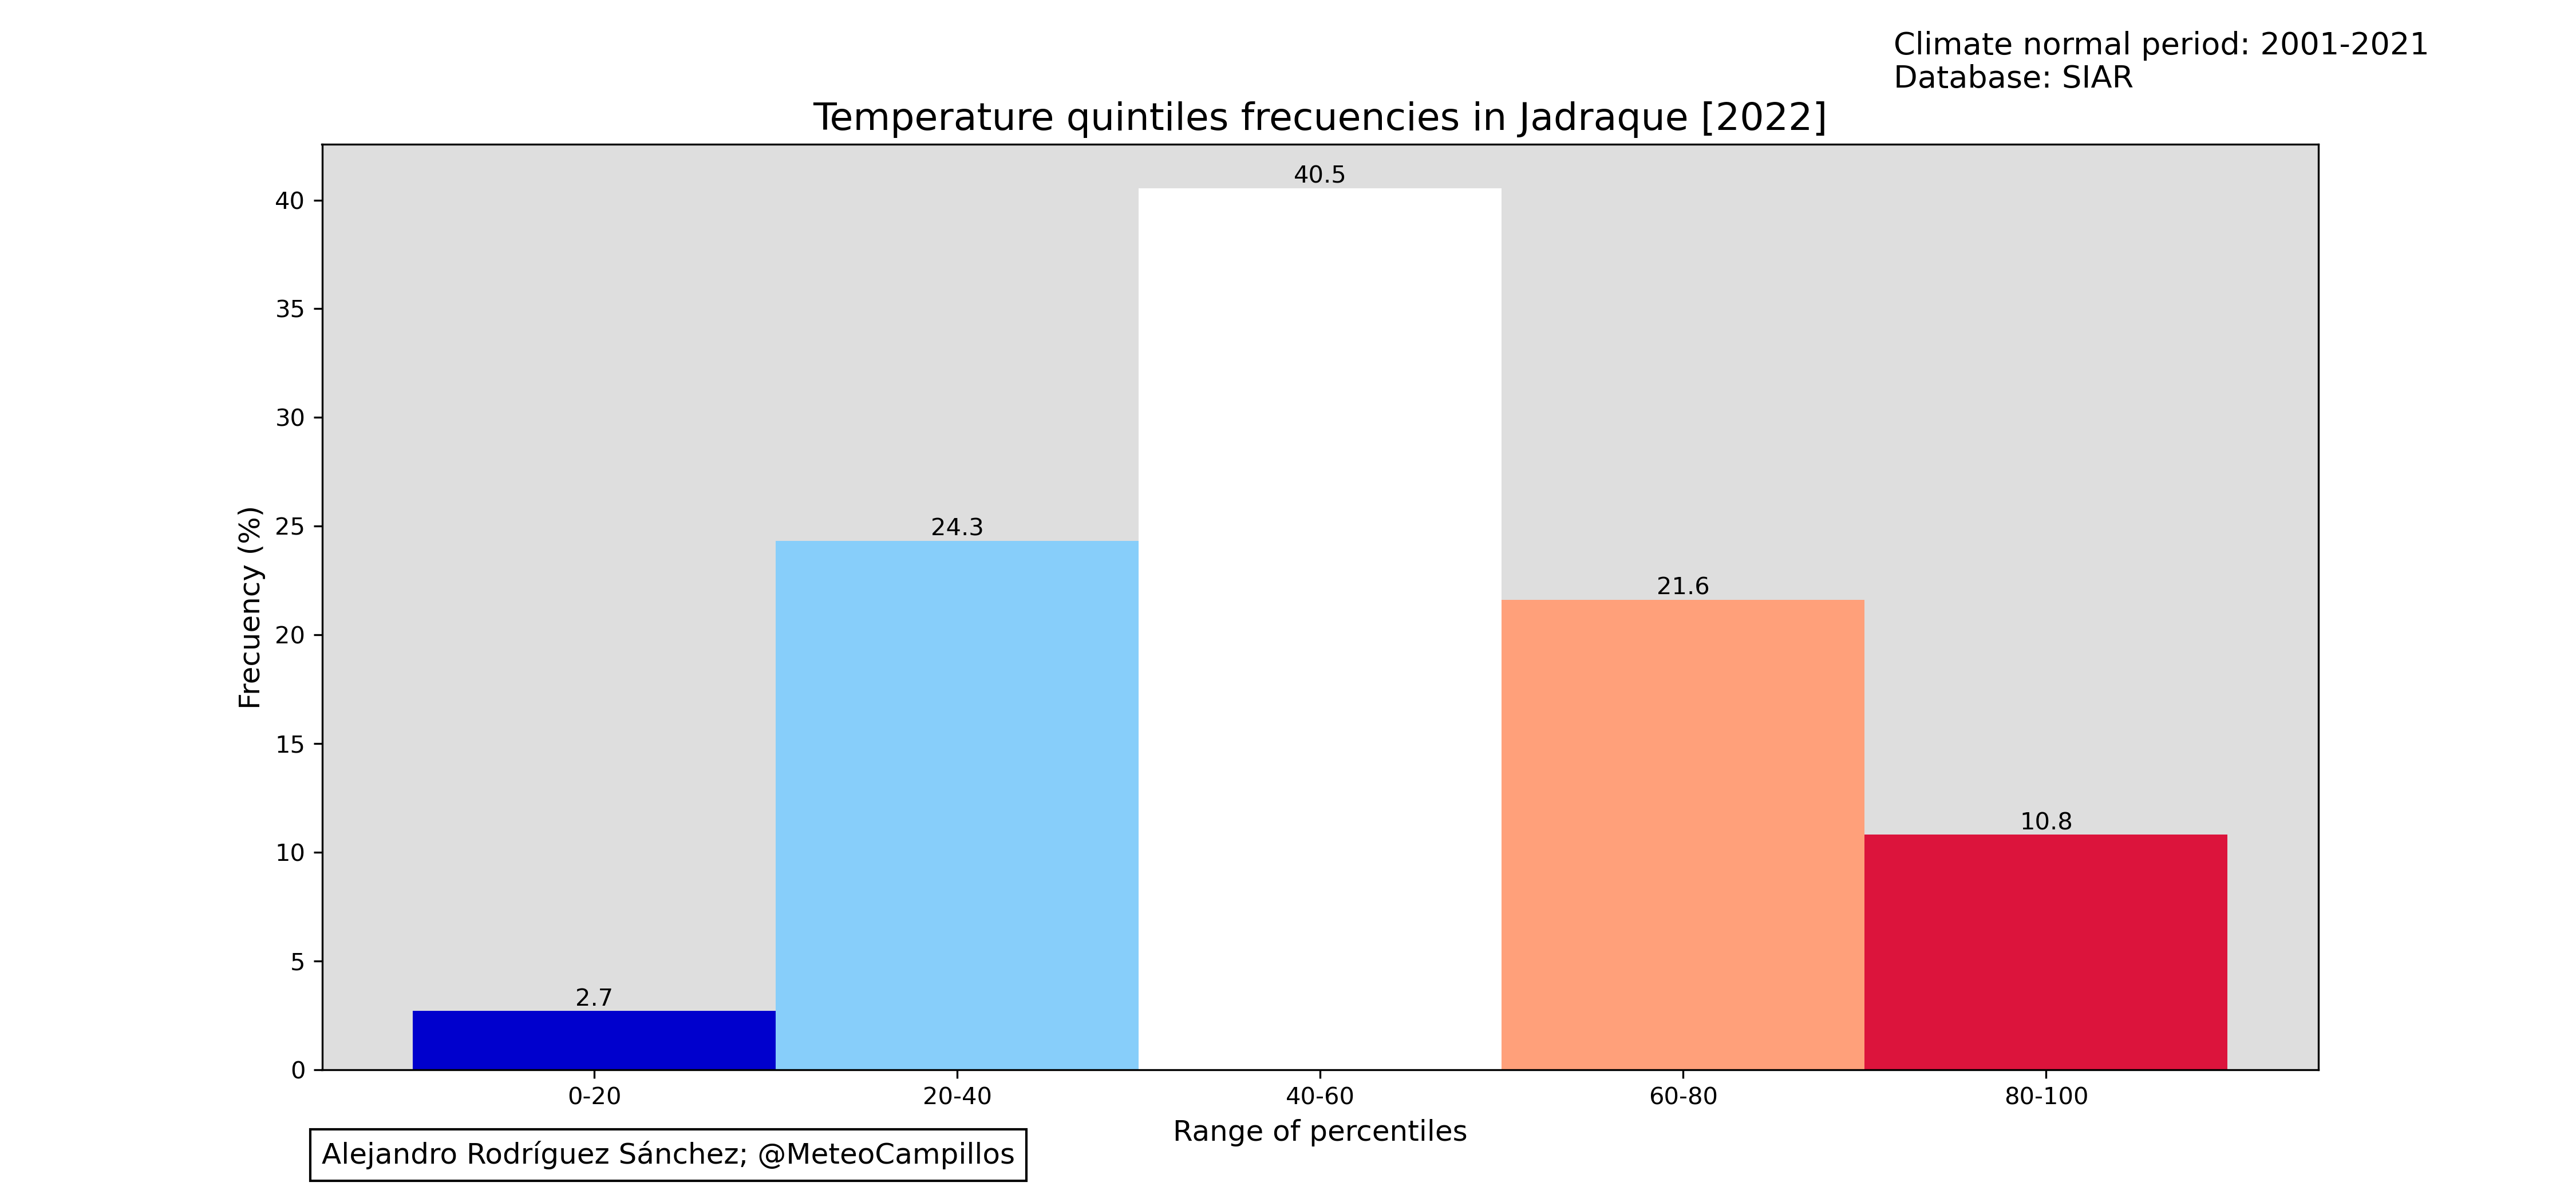 Climate normal period: 2001-2021
Database: SIAR
Temperature quintiles frecuencies in Jadraque [2022]
40.5
40
35
30
25
24.3
21.6
20
15
10.8
10
5
2.7
0
Frecuency (%)
0-20 20-40 40-60 60-80 80-100
Range of percentiles
Alejandro Rodríguez Sánchez; @MeteoCampillos